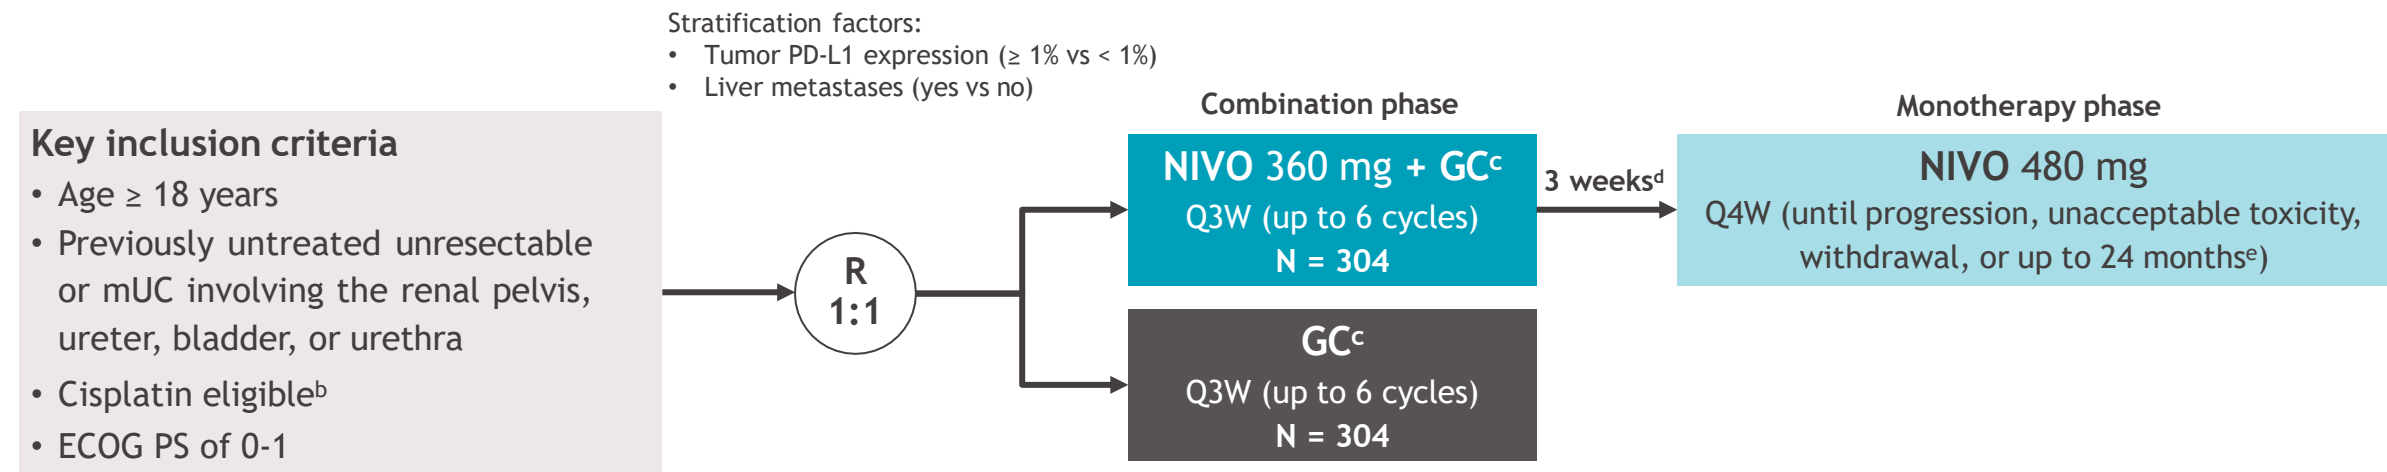 Stratification factors:
• Tumor PD-L1 expression (≥ 1% vs < 1%)
• Liver metastases (yes vs no)
Key inclusion criteria
• Age ≥ 18 years
• Previously untreated unresectable
or mUC involving the renal pelvis,
ureter, bladder, or urethra
• Cisplatin eligibleᵇ
• ECOG PS of 0-1
R
1:1
Combination phase
NIVO 360 mg + GCᶜ
Q3W (up to 6 cycles)
N = 304
GCᶜ
Q3W (up to 6 cycles)
N = 304
3 weeksᵈ
Monotherapy phase
NIVO 480 mg
Q4W (until progression, unacceptable toxicity,
withdrawal, or up to 24 monthsᵉ)